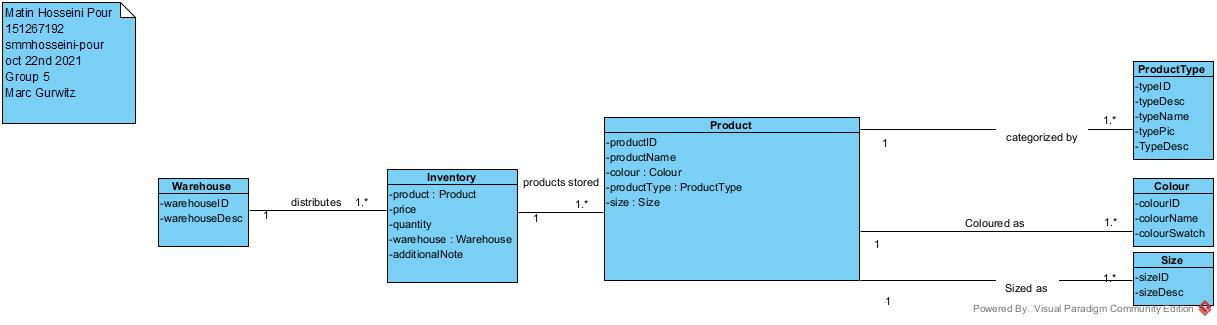 Matin Hosseini Pour
151267192
smmhosseini-pour
oct 22nd 2021
Group 5
Marc Gurwitz
Warehouse
-warehouseID
-warehouseDesc
1
distributes
1.*
Inventory
-product : Product
-price
-quantity
-warehouse : Warehouse
-additionalNote
products stored
1
1.*
Product
-productID
-productName
-colour : Colour
-productType : ProductType
-size : Size
1
categorized by
1.*
ProductType
-typeID
-typeDesc
-typeName
-typePic
-TypeDesc
1
Coloured as
1.*
Colour
-colourID
-colourName
-colourSwatch
1
Sized as
1.*
Size
-sizeID
-sizeDesc
Powered By Visual Paradigm Community Edition